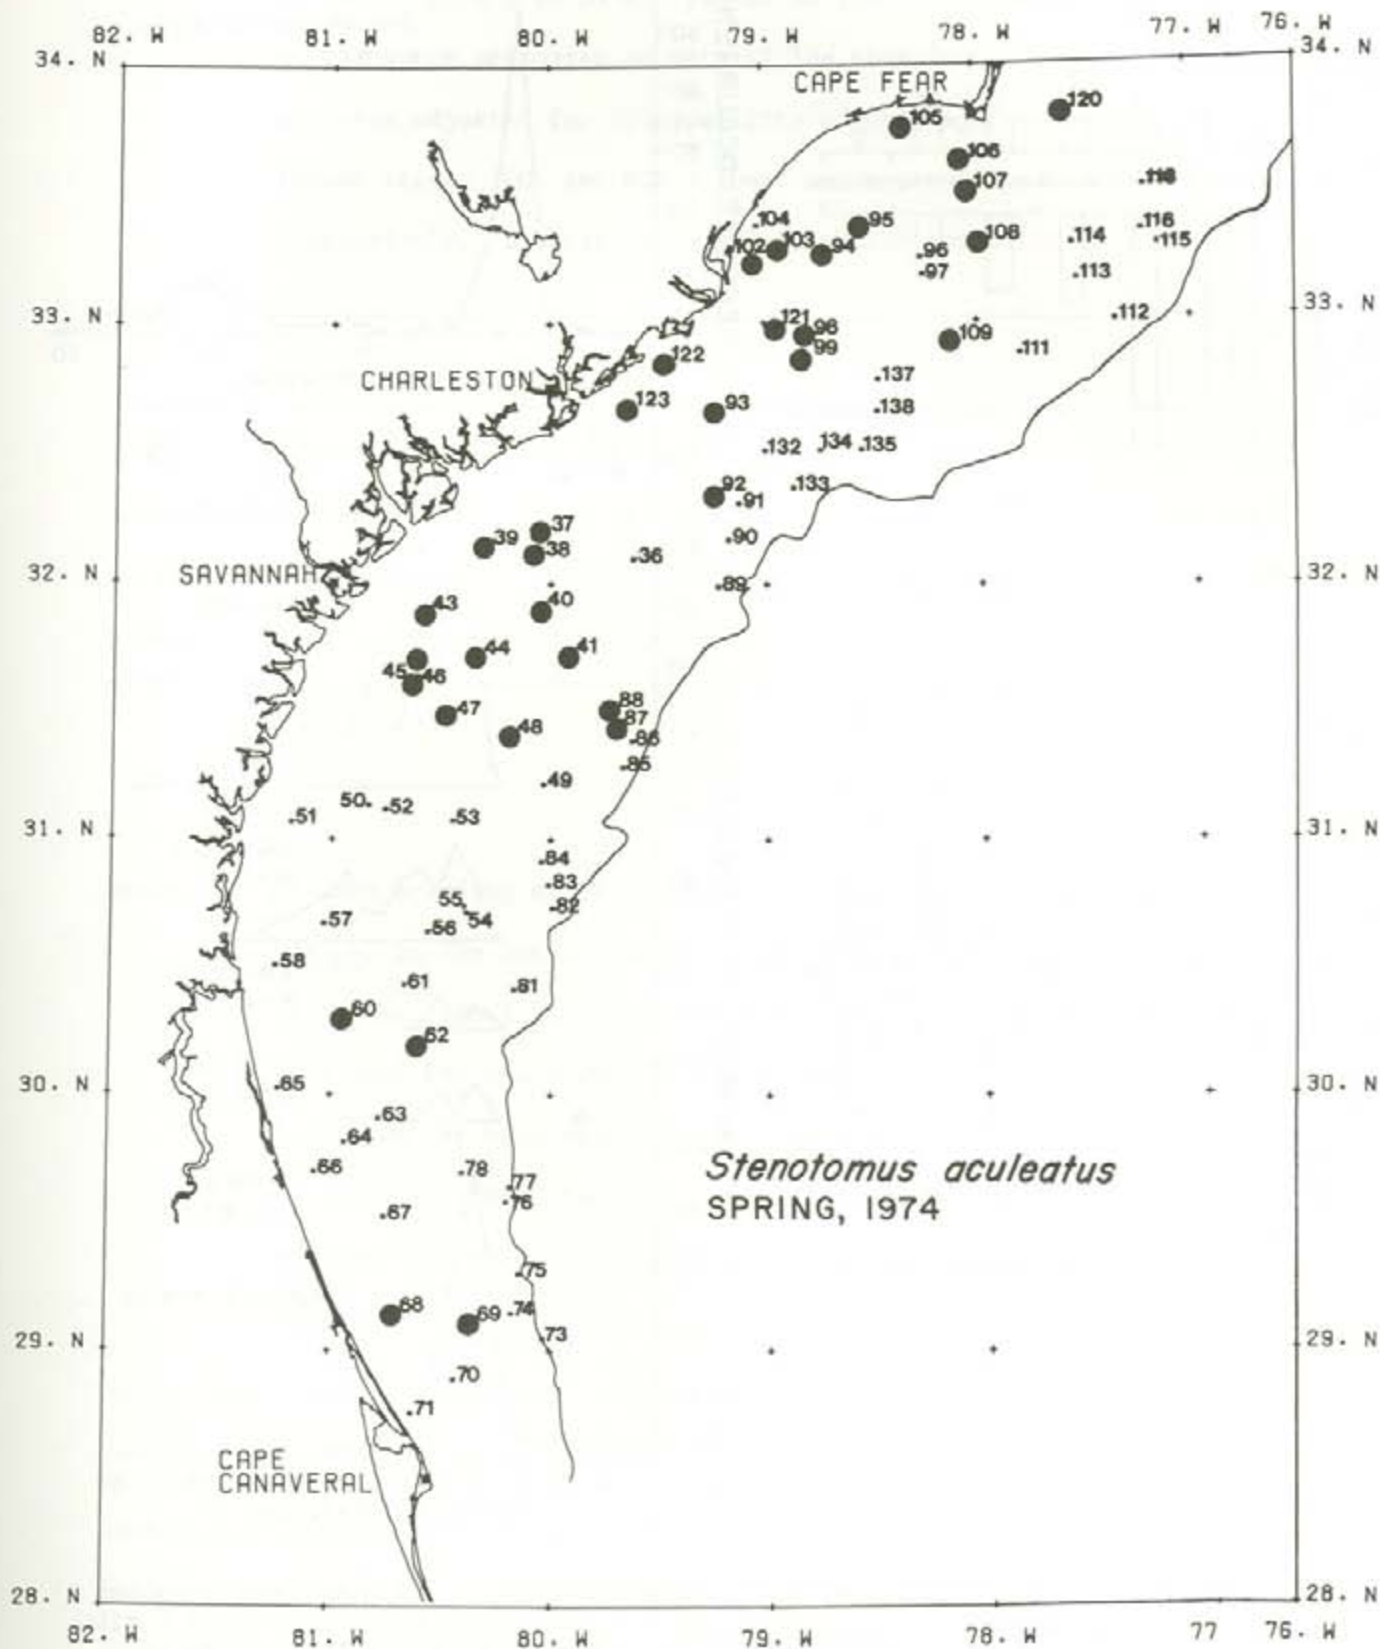 82. W 81. W 80. W 79. W 78. W 77. W 76. W
34. N 34. N
CAPE FEAR
120
105
106
118
107
104 95 116
102 103 94 96 108 114 115
97 113
33. N 33. N
121 98 112
99 109 111
122
CHARLESTON 137
123 93 138
132 134 135
92 133
91
37 90
39 38 36
32. N SAVANNAH 89 32. N
43 40
44 41
45 46
47 88
48 87
86
85
49
50 52
51 53
31. N 31. N
84
83
55 82
57 56 54
58
61 81
60
62
65
30. N 30. N
63
64
66 78
Stenotomus aculeatus
77
76
67
SPRING, 1974
75
68 69 74
73
29. N 29. N
70
71
CAPE
CANAVERAL
28. N 28. N
82. W 81. W 80. W 79. W 78. W 77 76. W